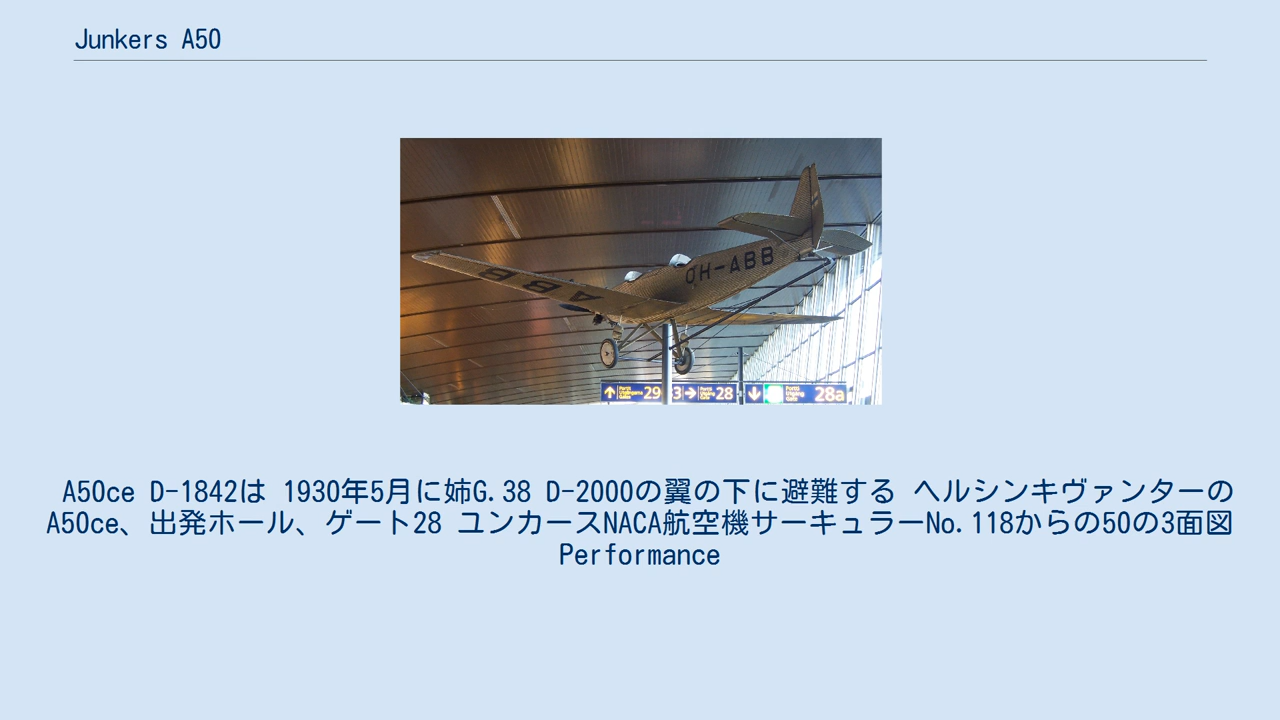 Junkers A50
OH-ABB
ABB
29
28
28a
A50ce D-1842は 1930年5月に姉G.38 D-2000の翼の下に避難する ヘルシンキヴァンターの
A50ce、出発ホール、ゲート28 ユンカースNACA航空機サーキュラーNo.118からの50の3面図
Performance